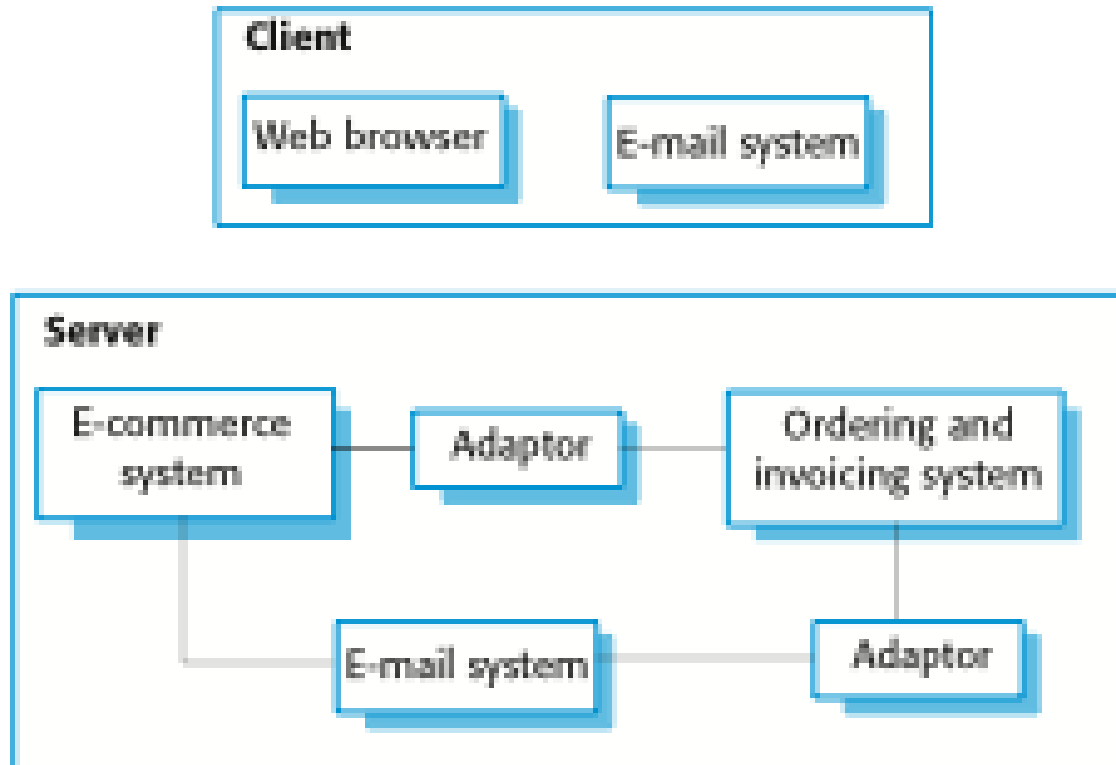 Client
Web browser
E-mail system
Server
E-commerce
system
Adaptor
Ordering and
invoicing system
E-mail system
Adaptor